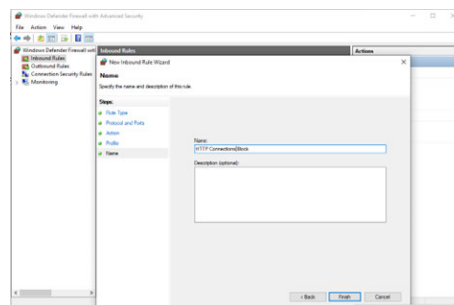 Windows Defender Firewall with Advanced Security
File Action View Help
Windows Defender Firewall with
Inbound Rules
Outbound Rules
Connection Security Rules
Monitoring
Inbound Rules
Actions
New Inbound Rule Wizard
Name
Specify the name and description of this rule.
Steps:
Rule Type
Protocol and Ports
Action
Profile
Name
Name:
HTTP Connections Block
Description (optional):
< Back
Finish
Cancel